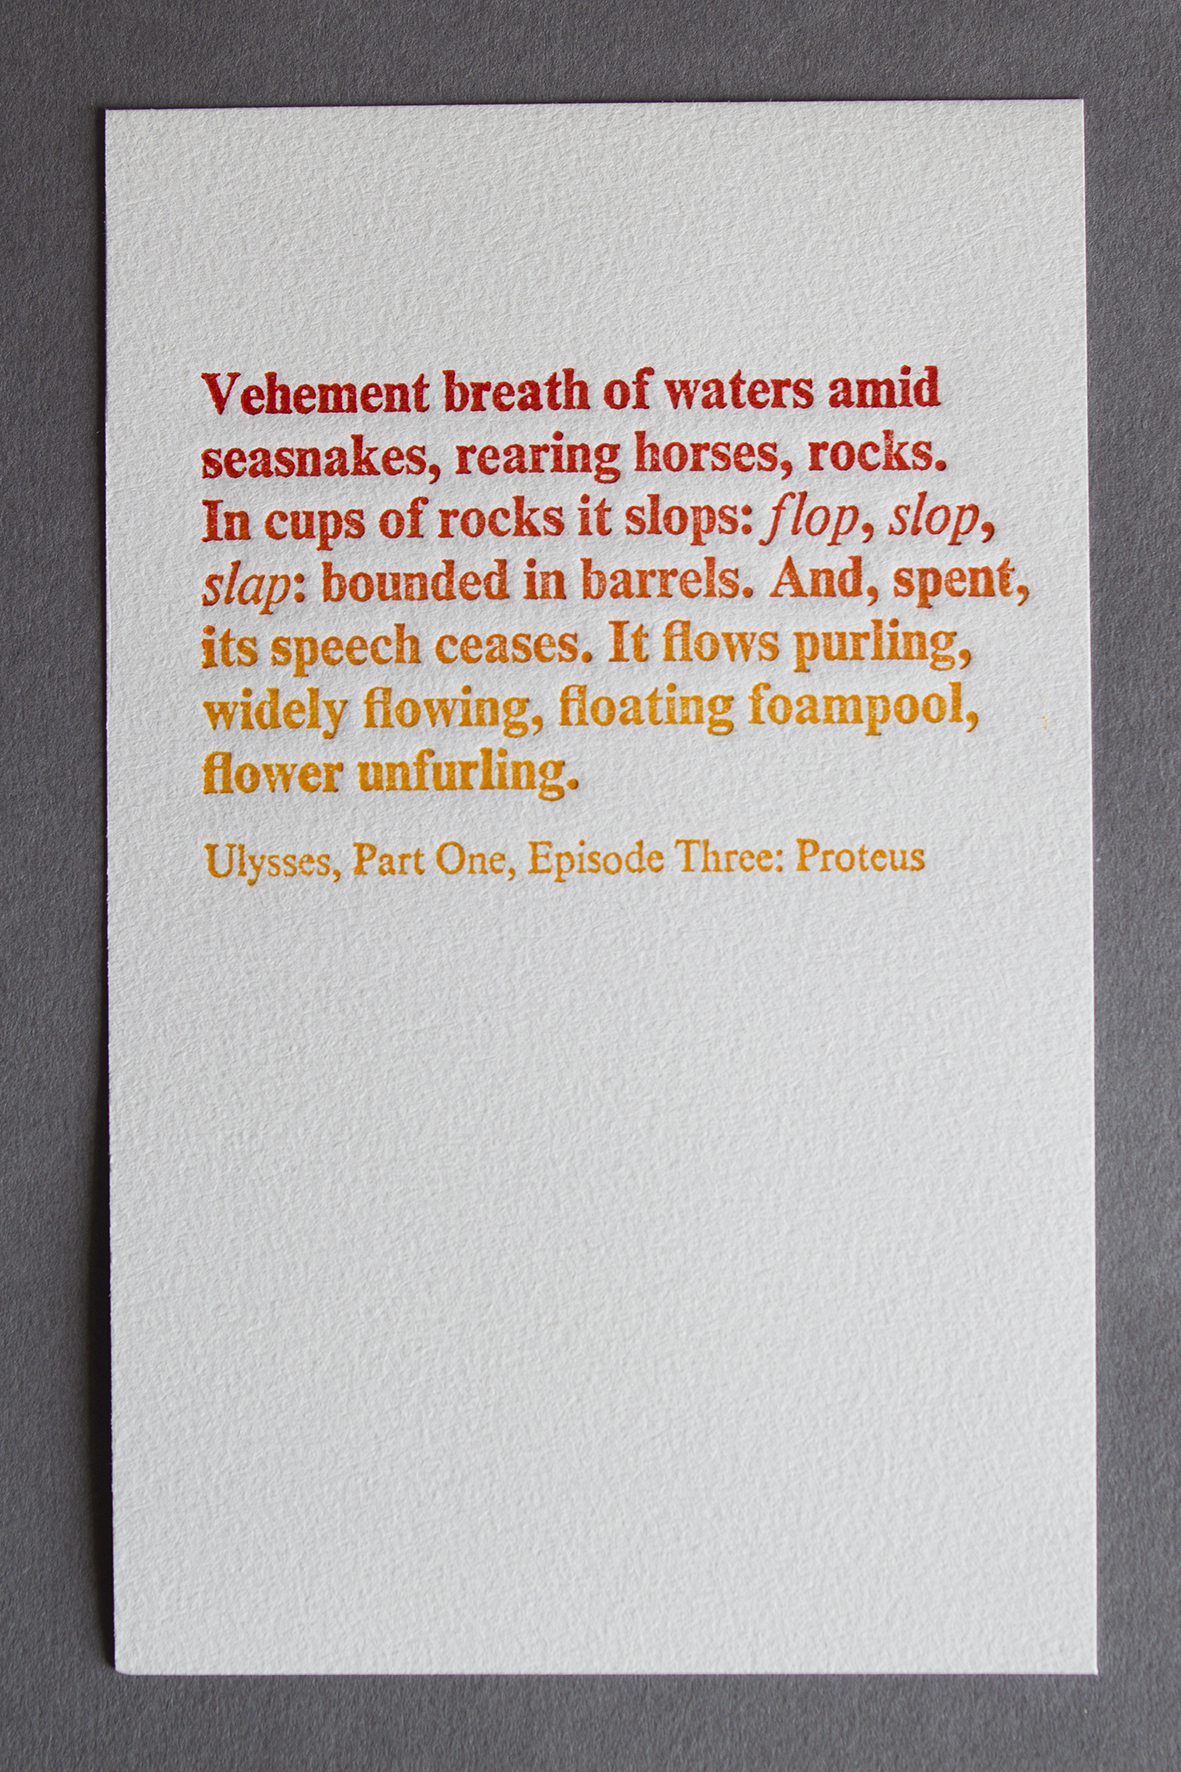 Vehement breath of waters amid
seasnakes, rearing horses, rocks.
In cups of rocks it slops: flop, slop,
slap: bounded in barrels. And, spent,
its speech ceases. It flows purling,
widely flowing, floating foampool,
flower unfurling.
Ulysses, Part One, Episode Three: Proteus